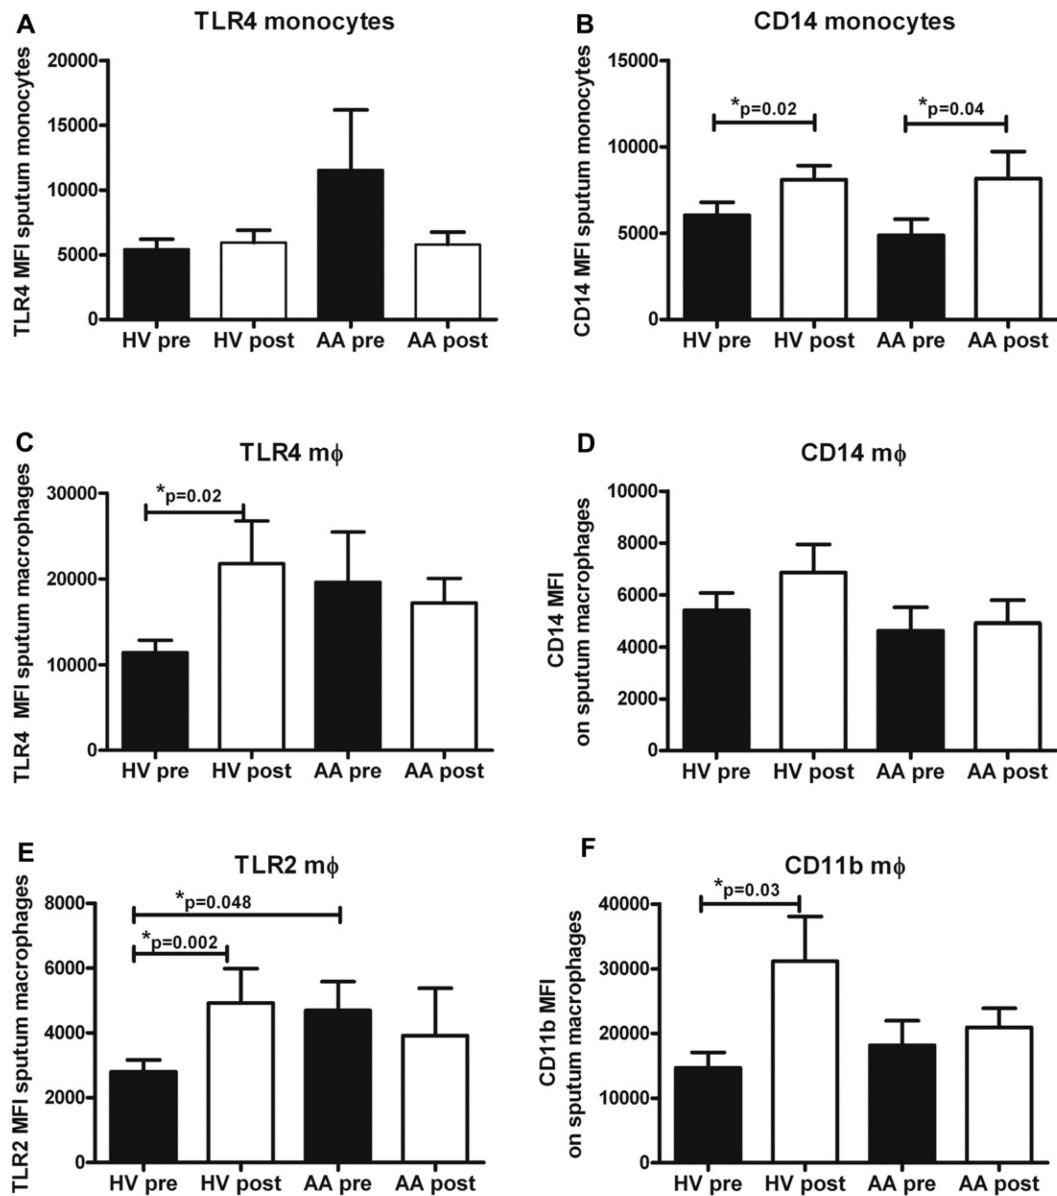 A
TLR4 monocytes
TLR4 MFI sputum monocytes
20000
15000
10000
5000
0
HV pre HV post AA pre AA post
B
CD14 monocytes
CD14 MFI sputum monocytes
15000
10000
5000
0
*p=0.02
*p=0.04
HV pre HV post AA pre AA post
C
TLR4 mϕ
TLR4 MFI sputum macrophages
30000
20000
10000
0
*p=0.02
HV pre HV post AA pre AA post
D
CD14 mϕ
CD14 MFI
on sputum macrophages
10000
8000
6000
4000
2000
0
HV pre HV post AA pre AA post
E
TLR2 mϕ
TLR2 MFI sputum macrophages
8000
6000
4000
2000
0
*p=0.048
*p=0.002
HV pre HV post AA pre AA post
F
CD11b mϕ
CD11b MFI
on sputum macrophages
40000
30000
20000
10000
0
*p=0.03
HV pre HV post AA pre AA post